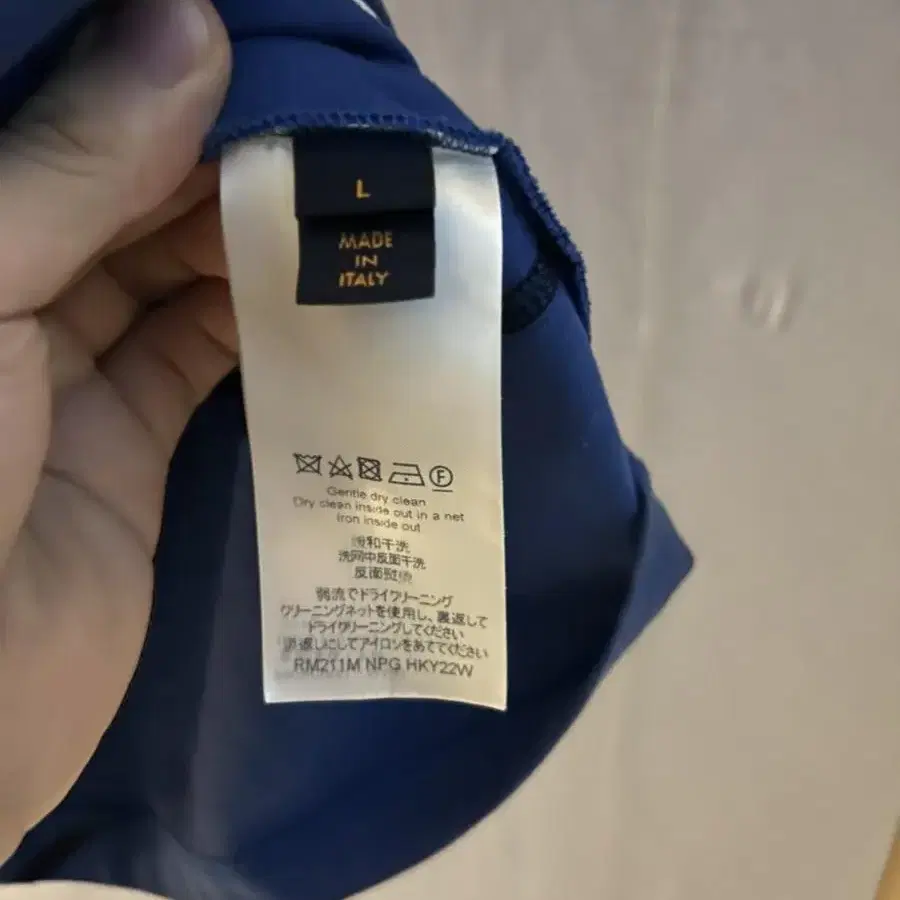 L
MADE
IN
ITALY
F
Gentle dry clean
Dry clean inside out in a net
Iron inside out
缓和干洗
洗网中反面干洗
反面熨烫
弱流でドライクリーニング
クリーニングネットを使用し、裏返して
ドライクリーニングしてください
裏返しにしてアイロンをあててください
RM211M NPG HKY22W